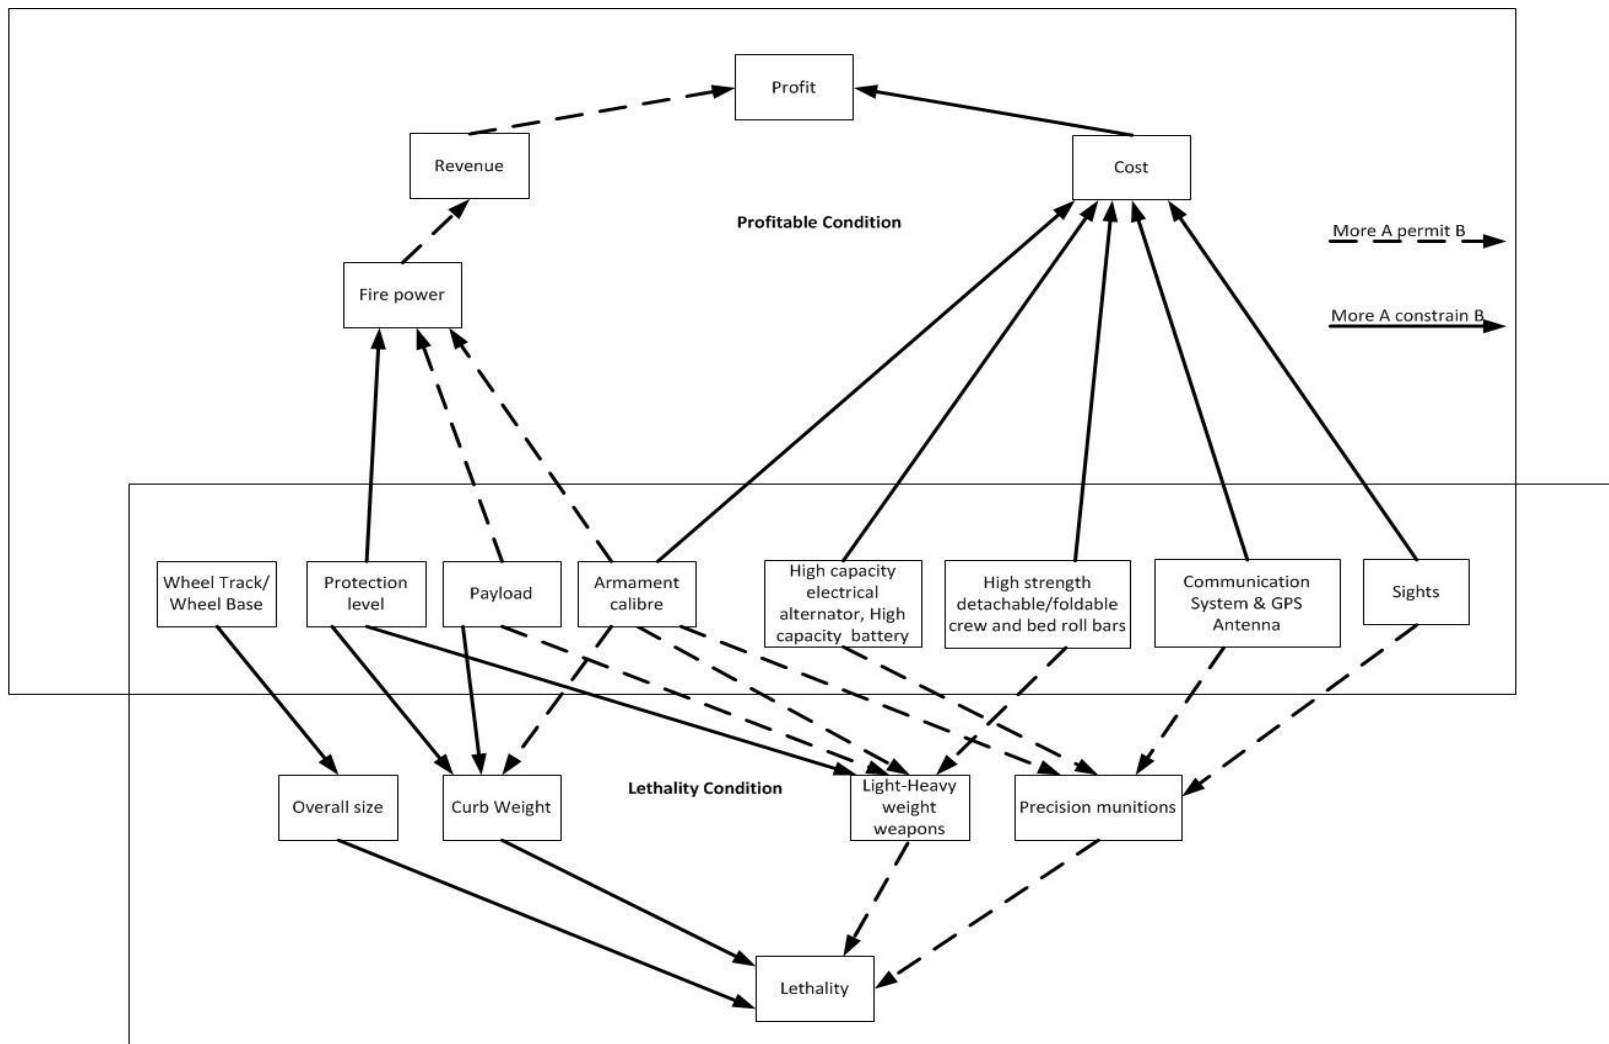 Profit
Revenue
Cost
Profitable Condition
More A permit B
Fire power
More A constrain B
Wheel Track/
Wheel Base
Protection
level
Payload
Armament
calibre
High capacity
electrical
alternator, High
capacity battery
High strength
detachable/foldable
crew and bed roll bars
Communication
System & GPS
Antenna
Sights
Lethality Condition
Overall size
Curb Weight
Light-Heavy
weight
weapons
Precision munitions
Lethality